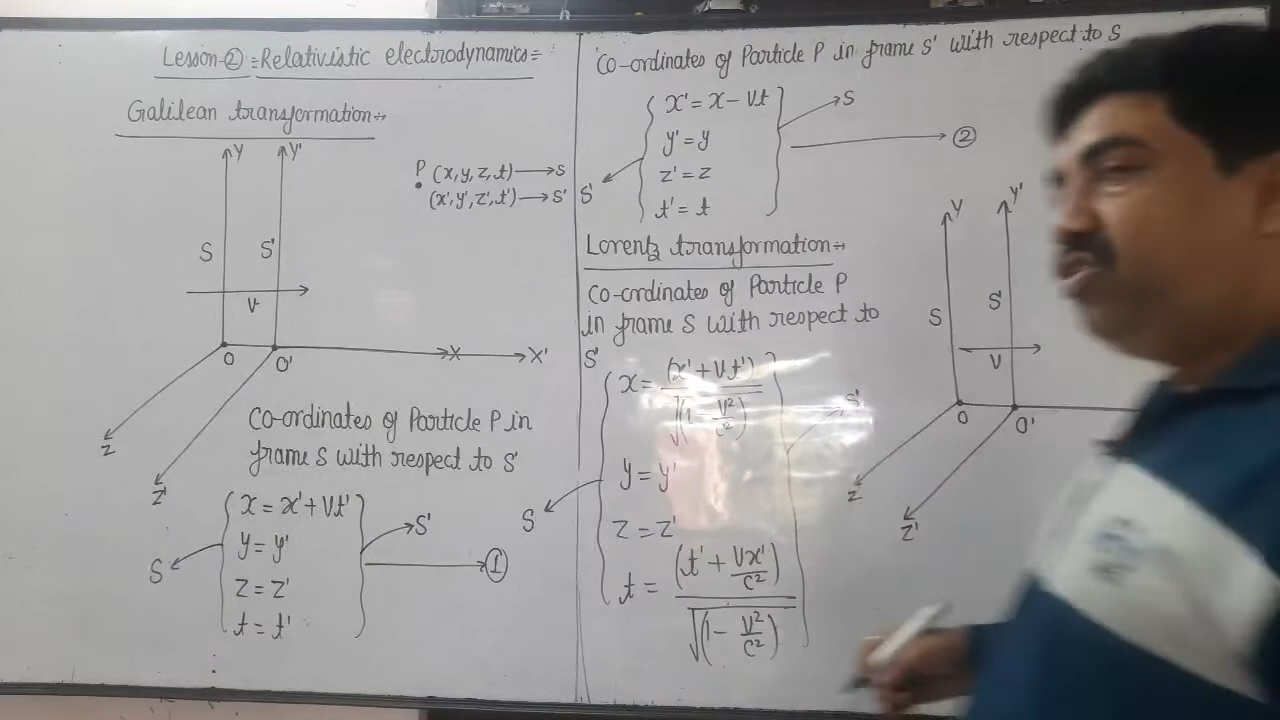 Lesson-② := Relativistic electrodynamics:=
Galilean transformation:→
Y
Y'
P (x, y, z, t) → S
(x', y', z', t') → S'
S
S'
V
O
O'
X
X'
Z
Z'
Co-ordinates of Particle P in
frame S with respect to S'
x = x' + Vt'
y = y'
z = z'
t = t'
S
S'
①
Co-ordinates of Particle P in frame S' with respect to S
x' = x - Vt
y' = y
z' = z
t' = t
S'
S
②
Lorentz transformation:→
Co-ordinates of Particle P
in frame S with respect to
S'
x = (x' + Vt') / √(1 - V²/C²)
y = y'
z = z'
t = (t' + Vx'/C²) / √(1 - V²/C²)
S
S'
Y
Y'
S
S'
V
O
O'
Z
Z'